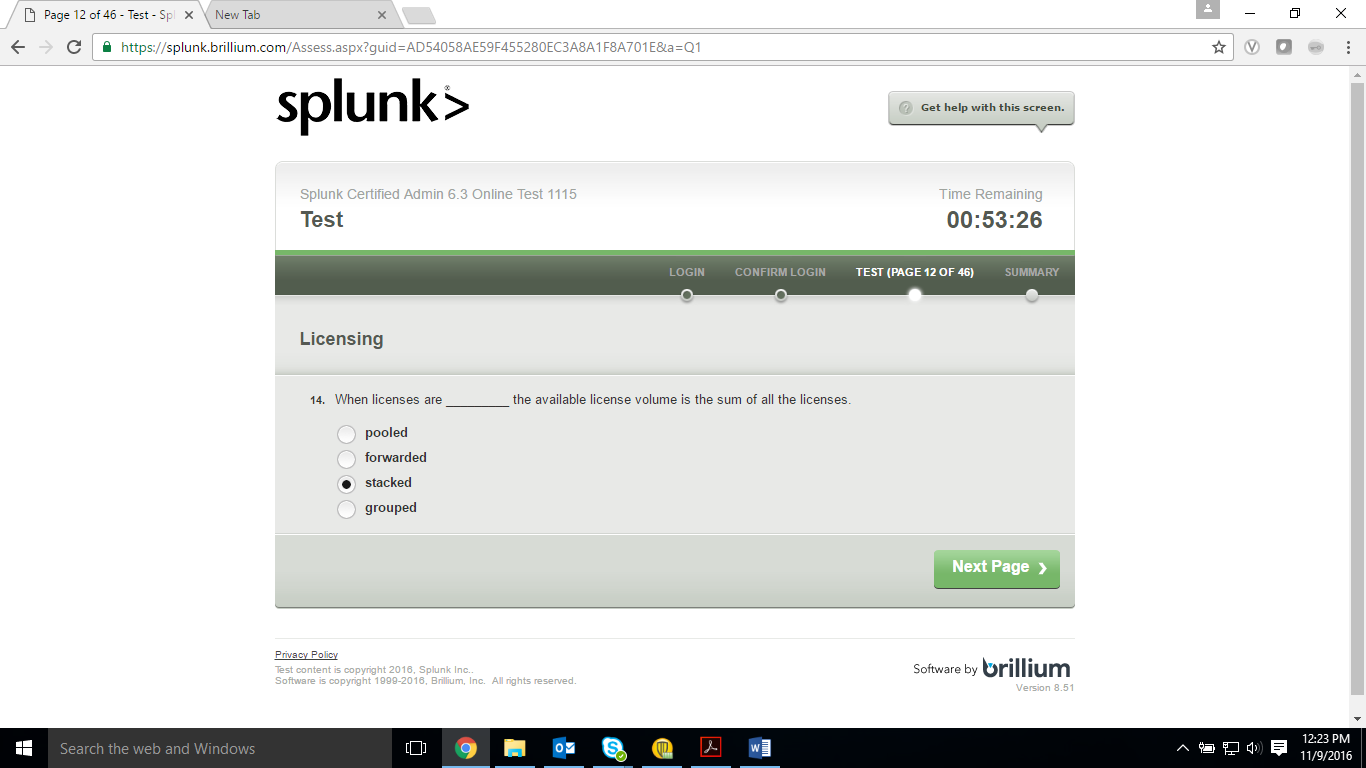 Page 12 of 46 - Test - Spl
New Tab
https://splunk.brillium.com/Assess.aspx?guid=AD54058AE59F455280EC3A8A1F8A701E&a=Q1
splunk>
Get help with this screen.
Splunk Certified Admin 6.3 Online Test 1115
Test
Time Remaining
00:53:26
LOGIN
CONFIRM LOGIN
TEST (PAGE 12 OF 46)
SUMMARY
Licensing
14. When licenses are _________ the available license volume is the sum of all the licenses.
pooled
forwarded
stacked
grouped
Next Page
Privacy Policy
Test content is copyright 2016, Splunk Inc..
Software is copyright 1999-2016, Brillium, Inc. All rights reserved.
Software by brillium
Version 8.51
Search the web and Windows
12:23 PM
11/9/2016